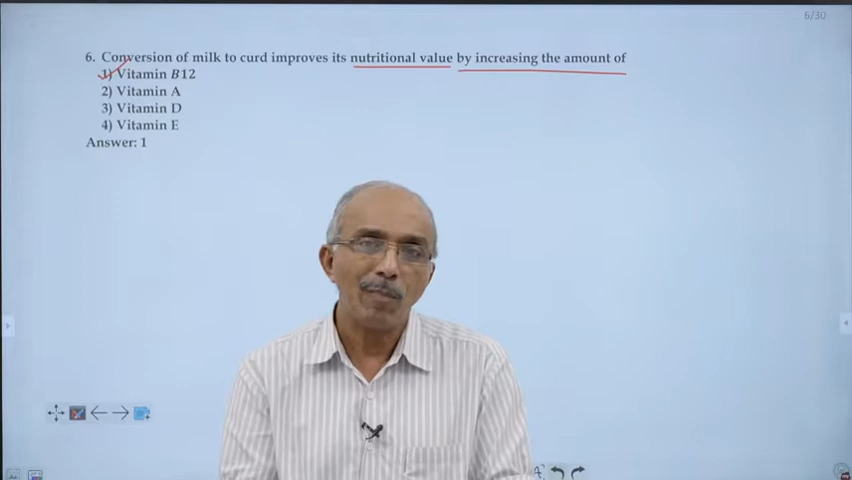 6/30
6. Conversion of milk to curd improves its nutritional value by increasing the amount of
1) Vitamin B12
2) Vitamin A
3) Vitamin D
4) Vitamin E
Answer: 1